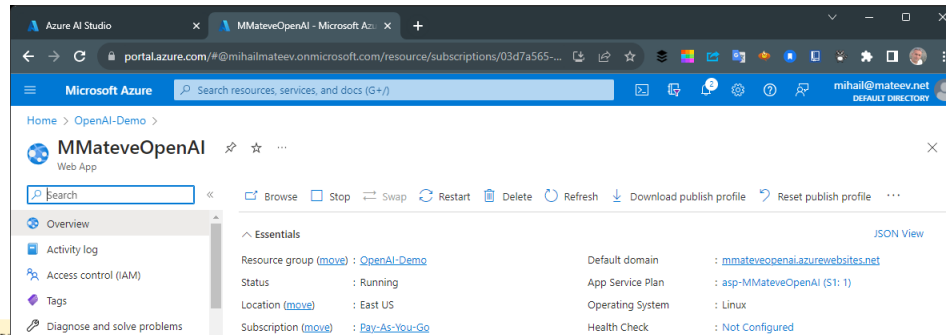 Azure AI Studio
MMateveOpenAI - Microsoft Azu
portal.azure.com/#@mihailmateev.onmicrosoft.com/resource/subscriptions/03d7a565-...
Microsoft Azure
Search resources, services, and docs (G+/)
2
mihail@mateev.net
DEFAULT DIRECTORY
Home > OpenAI-Demo >
MMateveOpenAI
Web App
Search
Browse Stop Swap Restart Delete Refresh Download publish profile Reset publish profile ...
Overview
Activity log
Access control (IAM)
Tags
Diagnose and solve problems
Essentials
JSON View
Resource group (move) : OpenAI-Demo
Status : Running
Location (move) : East US
Subscription (move) : Pay-As-You-Go
Default domain : mmateveopenai.azurewebsites.net
App Service Plan : asp-MMateveOpenAI (S1: 1)
Operating System : Linux
Health Check : Not Configured